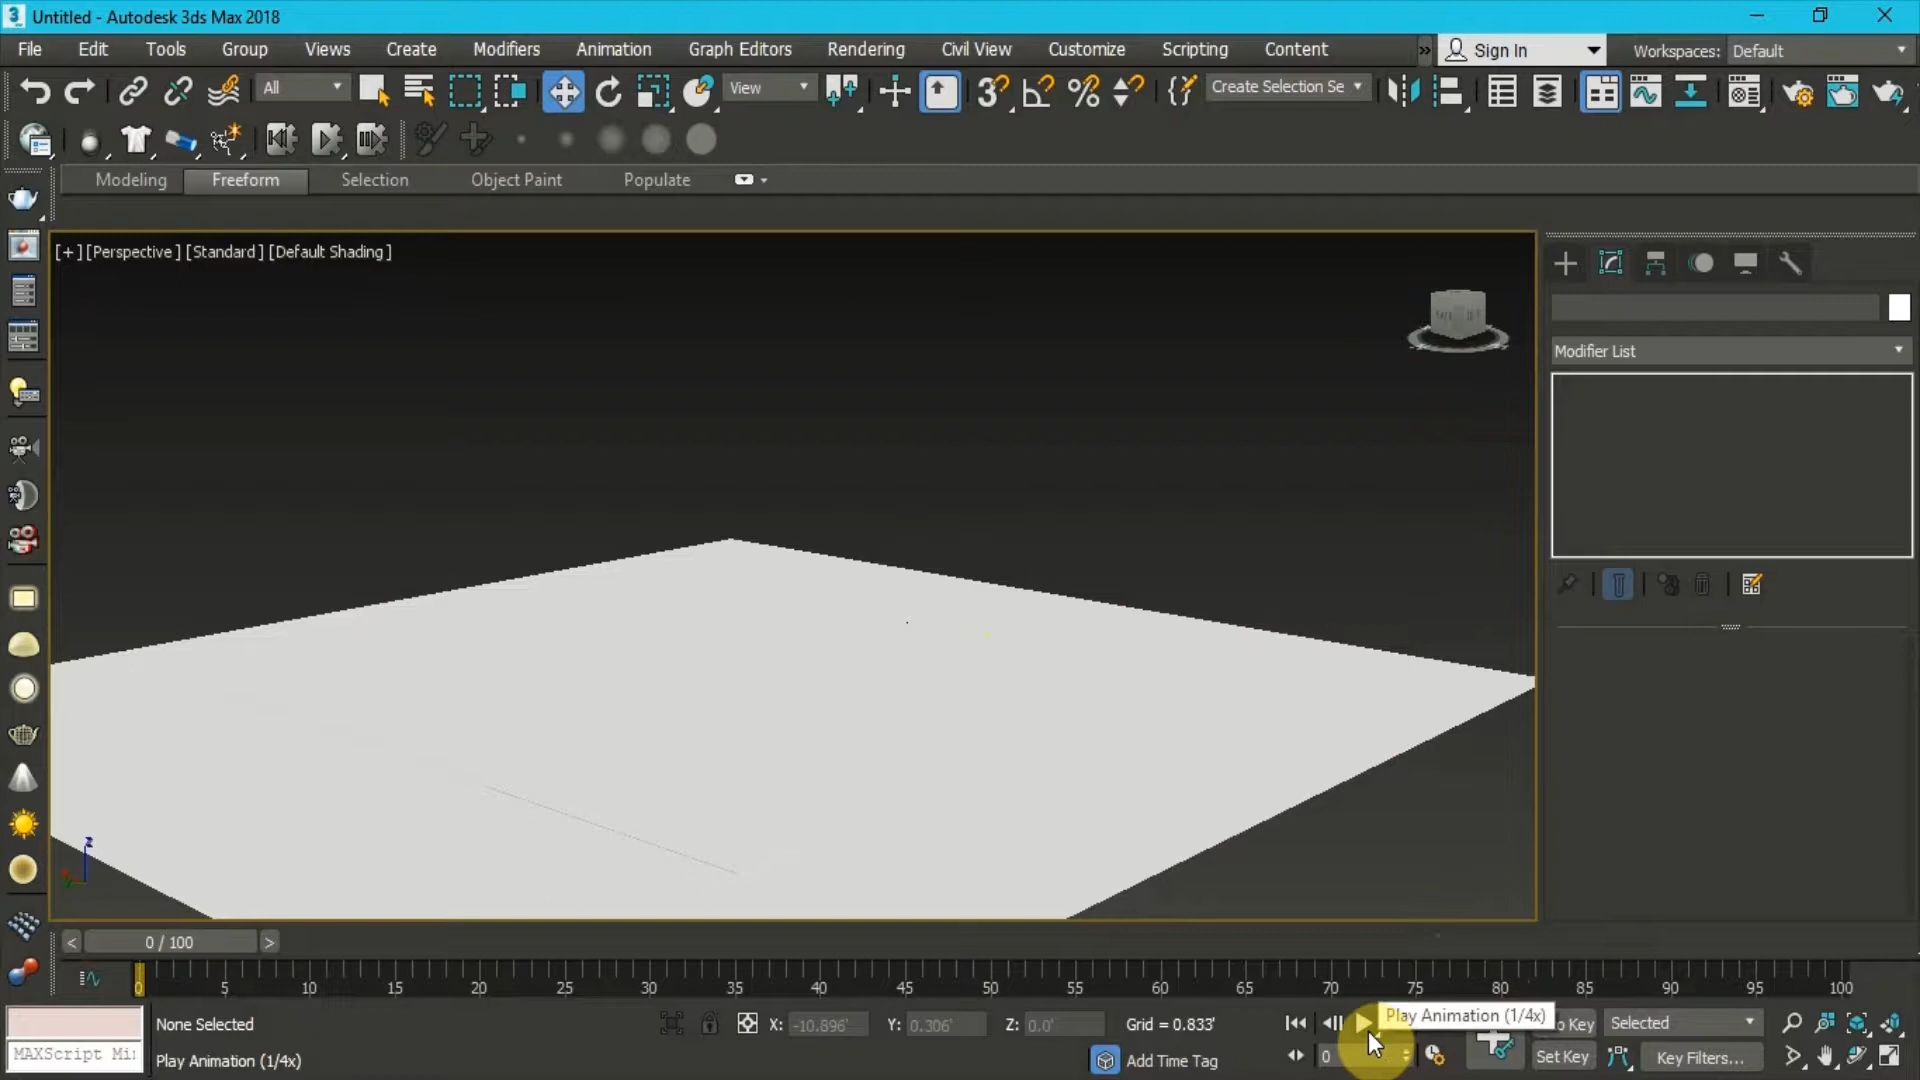 Untitled - Autodesk 3ds Max 2018
File Edit Tools Group Views Create Modifiers Animation Graph Editors Rendering Civil View Customize Scripting Content » Sign In Workspaces: Default
All View Create Selection Se
Modeling Freeform Selection Object Paint Populate
[+] [Perspective] [Standard] [Default Shading]
Modifier List
< 0 / 100 >
0 5 10 15 20 25 30 35 40 45 50 55 60 65 70 75 80 85 90 95 100
None Selected X: -10.896' Y: 0.306' Z: 0.0' Grid = 0.833' Play Animation (1/4x) Key Selected
MAXScript Mi Play Animation (1/4x) Add Time Tag 0 Set Key Key Filters...